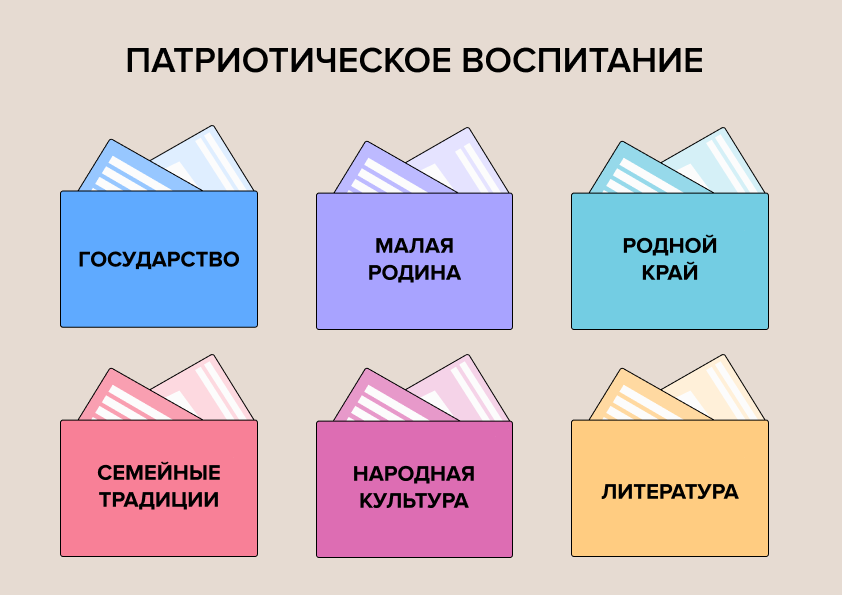 ПАТРИОТИЧЕСКОЕ ВОСПИТАНИЕ
ГОСУДАРСТВО
МАЛАЯ
РОДИНА
РОДНОЙ
КРАЙ
СЕМЕЙНЫЕ
ТРАДИЦИИ
НАРОДНАЯ
КУЛЬТУРА
ЛИТЕРАТУРА